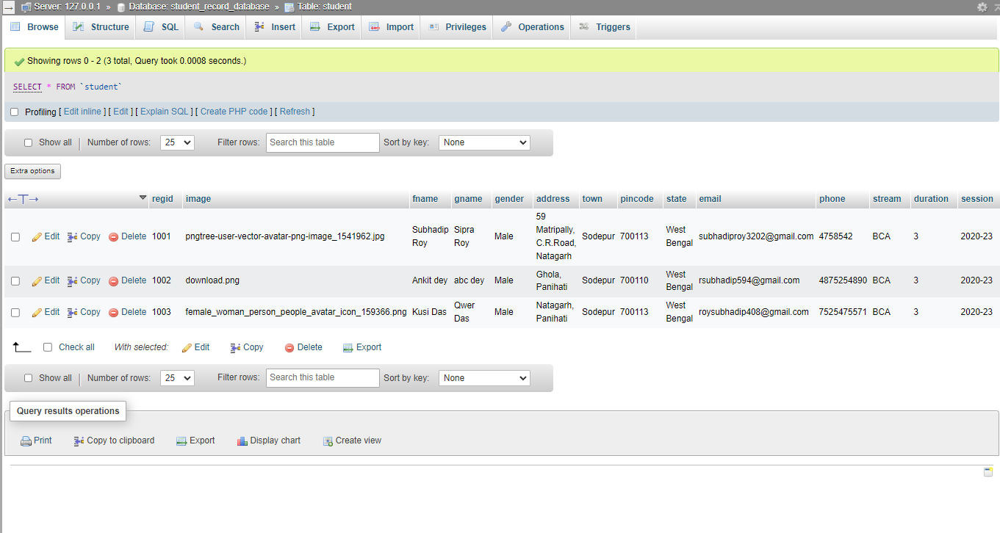 Server: 127.0.0.1 » Database: student_record_database » Table: student
Browse Structure SQL Search Insert Export Import Privileges Operations Triggers
Showing rows 0 - 2 (3 total, Query took 0.0008 seconds.)
SELECT * FROM `student`
Profiling [ Edit inline ] [ Edit ] [ Explain SQL ] [ Create PHP code ] [ Refresh ]
Show all | Number of rows: 25 Filter rows: Search this table Sort by key: None
Extra options
←T→ regid image fname gname gender address town pincode state email phone stream duration session
Edit Copy Delete 1001 pngtree-user-vector-avatar-png-image_1541962.jpg Subhadip Roy Sipra Roy Male 59 Matripally, C.R.Road, Natagarh Sodepur 700113 West Bengal subhadiproy3202@gmail.com 4758542 BCA 3 2020-23
Edit Copy Delete 1002 download.png Ankit dey abc dey Male Ghola, Panihati Sodepur 700110 West Bengal rsubhadip594@gmail.com 4875254890 BCA 3 2020-23
Edit Copy Delete 1003 female_woman_person_people_avatar_icon_159366.png Kusi Das Qwer Das Male Natagarh, Panihati Sodepur 700113 West Bengal roysubhadip408@gmail.com 7525475571 BCA 3 2020-23
Check all With selected: Edit Copy Delete Export
Show all | Number of rows: 25 Filter rows: Search this table Sort by key: None
Query results operations
Print Copy to clipboard Export Display chart Create view